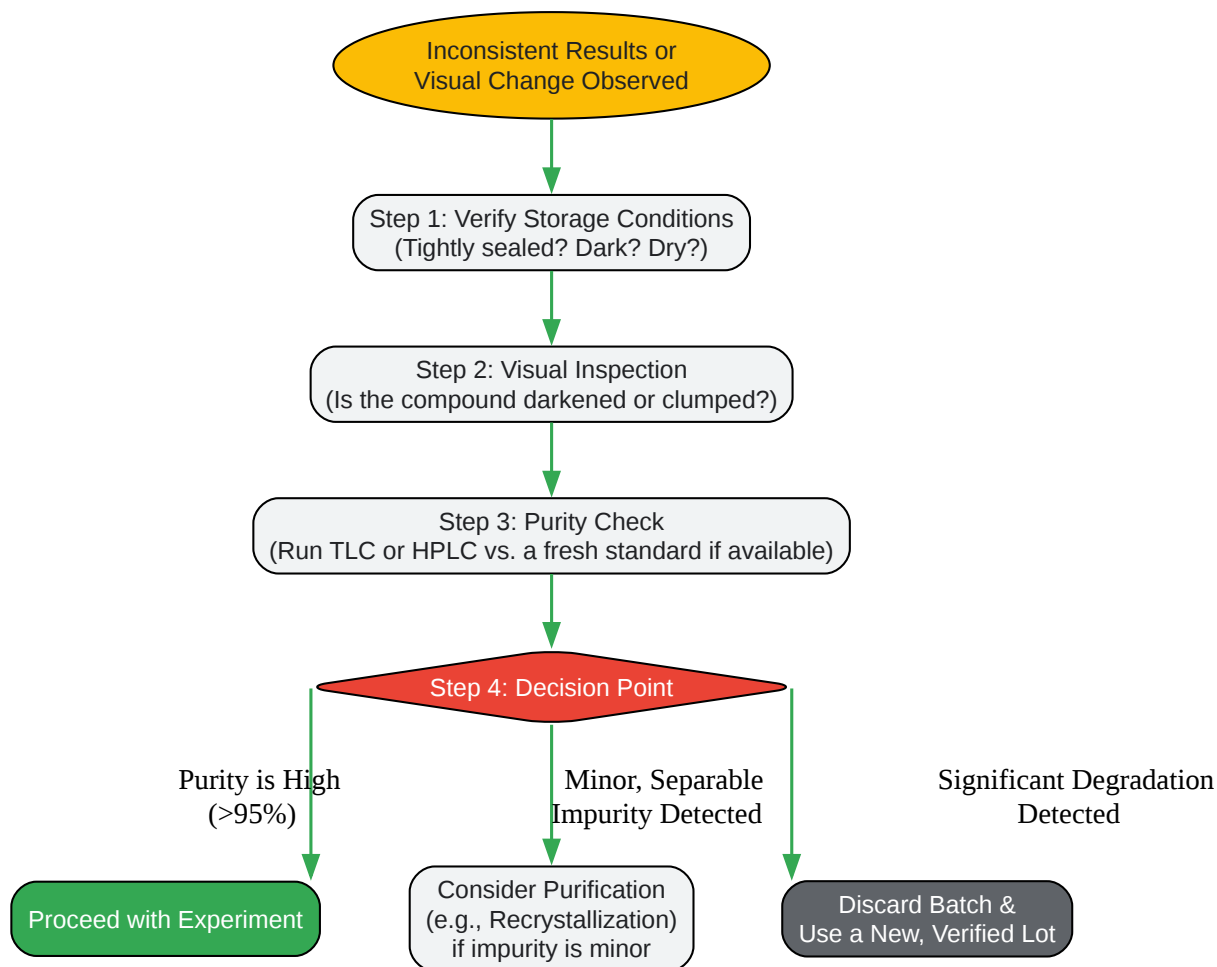 Inconsistent Results or
Visual Change Observed
Step 1: Verify Storage Conditions
(Tightly sealed? Dark? Dry?)
Step 2: Visual Inspection
(Is the compound darkened or clumped?)
Step 3: Purity Check
(Run TLC or HPLC vs. a fresh standard if available)
Step 4: Decision Point
Purity is High
(>95%)
Minor, Separable
Impurity Detected
Significant Degradation
Detected
Proceed with Experiment
Consider Purification
(e.g., Recrystallization)
if impurity is minor
Discard Batch &
Use a New, Verified Lot